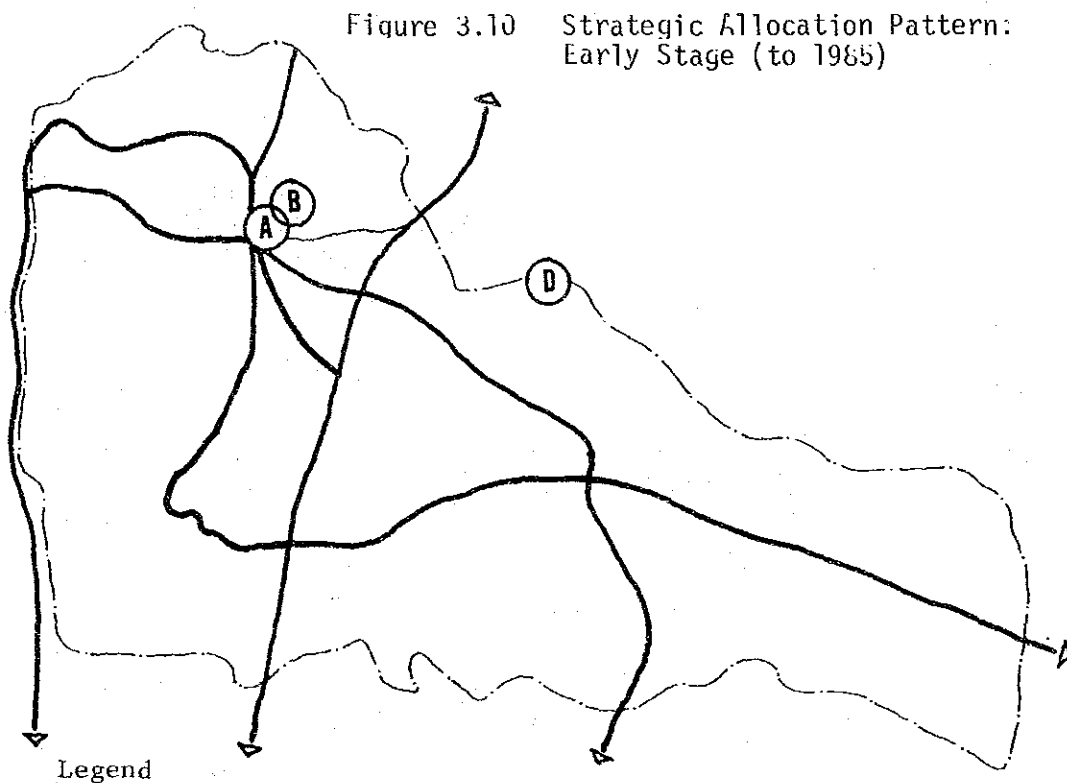 Figure 3.10 Strategic Allocation Pattern:
Early Stage (to 1985)
B
A
D
Legend